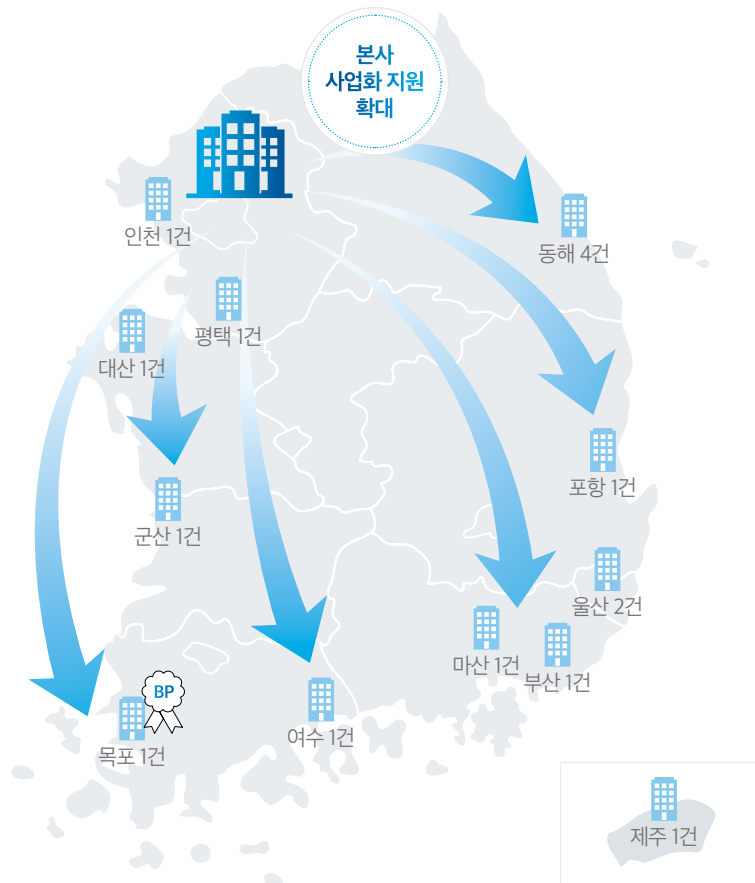 본사
사업화 지원
확대
인천 1건
동해 4건
평택 1건
대산 1건
포항 1건
군산 1건
울산 2건
마산 1건
부산 1건
BP
목포 1건
여수 1건
제주 1건